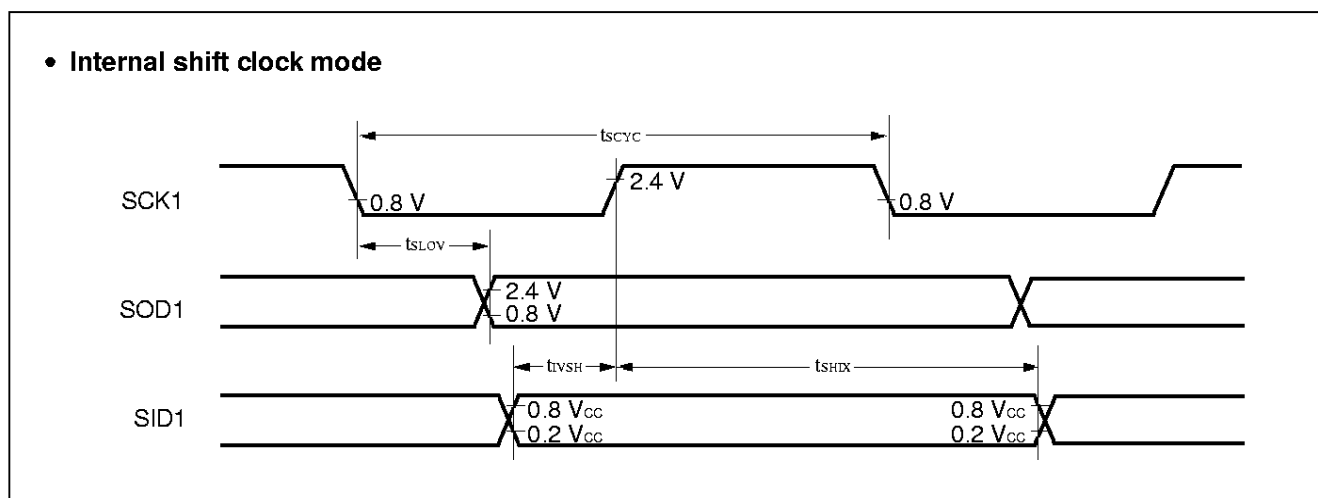 • Internal shift clock mode
tSCYC
SCK1
0.8 V
2.4 V
0.8 V
tSLOV
SOD1
2.4 V
0.8 V
tIVSH
tSHIX
SID1
0.8 VCC
0.2 VCC
0.8 VCC
0.2 VCC